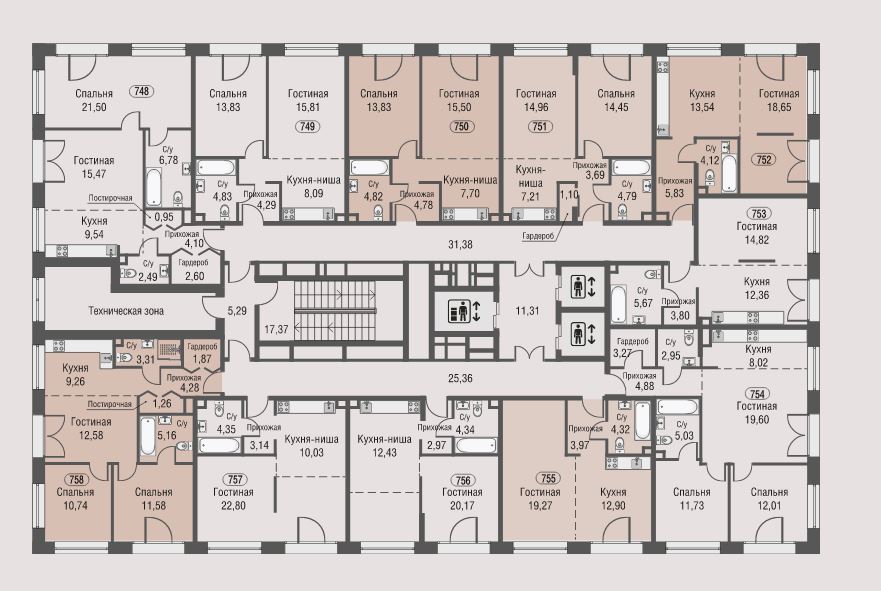 Спальня
21,50
748
Спальня
13,83
Гостиная
15,81
749
Спальня
13,83
Гостиная
15,50
750
Гостиная
14,96
751
Спальня
14,45
Кухня
13,54
Гостиная
18,65
752
Гостиная
15,47
С/у
6,78
Постирочная
0,95
Кухня
9,54
Прихожая
4,10
С/у
2,49
Гардероб
2,60
С/у
4,83
Прихожая
4,29
Кухня-ниша
8,09
С/у
4,82
Прихожая
4,78
Кухня-ниша
7,70
Кухня-
ниша
7,21
1,10
Гардероб
Прихожая
3,69
С/у
4,79
С/у
4,12
Прихожая
5,83
753
Гостиная
14,82
31,38
Техническая зона
5,29
17,37
11,31
С/у
5,67
Прихожая
3,80
Кухня
12,36
Кухня
9,26
С/у
3,31
Гардероб
1,87
Прихожая
4,28
25,36
Гардероб
3,27
С/у
2,95
4,88
Прихожая
Кухня
8,02
Постирочная
1,26
Гостиная
12,58
С/у
5,16
С/у
4,35
Прихожая
3,14
Кухня-ниша
10,03
Кухня-ниша
12,43
С/у
4,34
Прихожая
2,97
С/у
4,32
Прихожая
3,97
С/у
5,03
754
Гостиная
19,60
758
Спальня
10,74
Спальня
11,58
757
Гостиная
22,80
756
Гостиная
20,17
755
Гостиная
19,27
Кухня
12,90
Спальня
11,73
Спальня
12,01